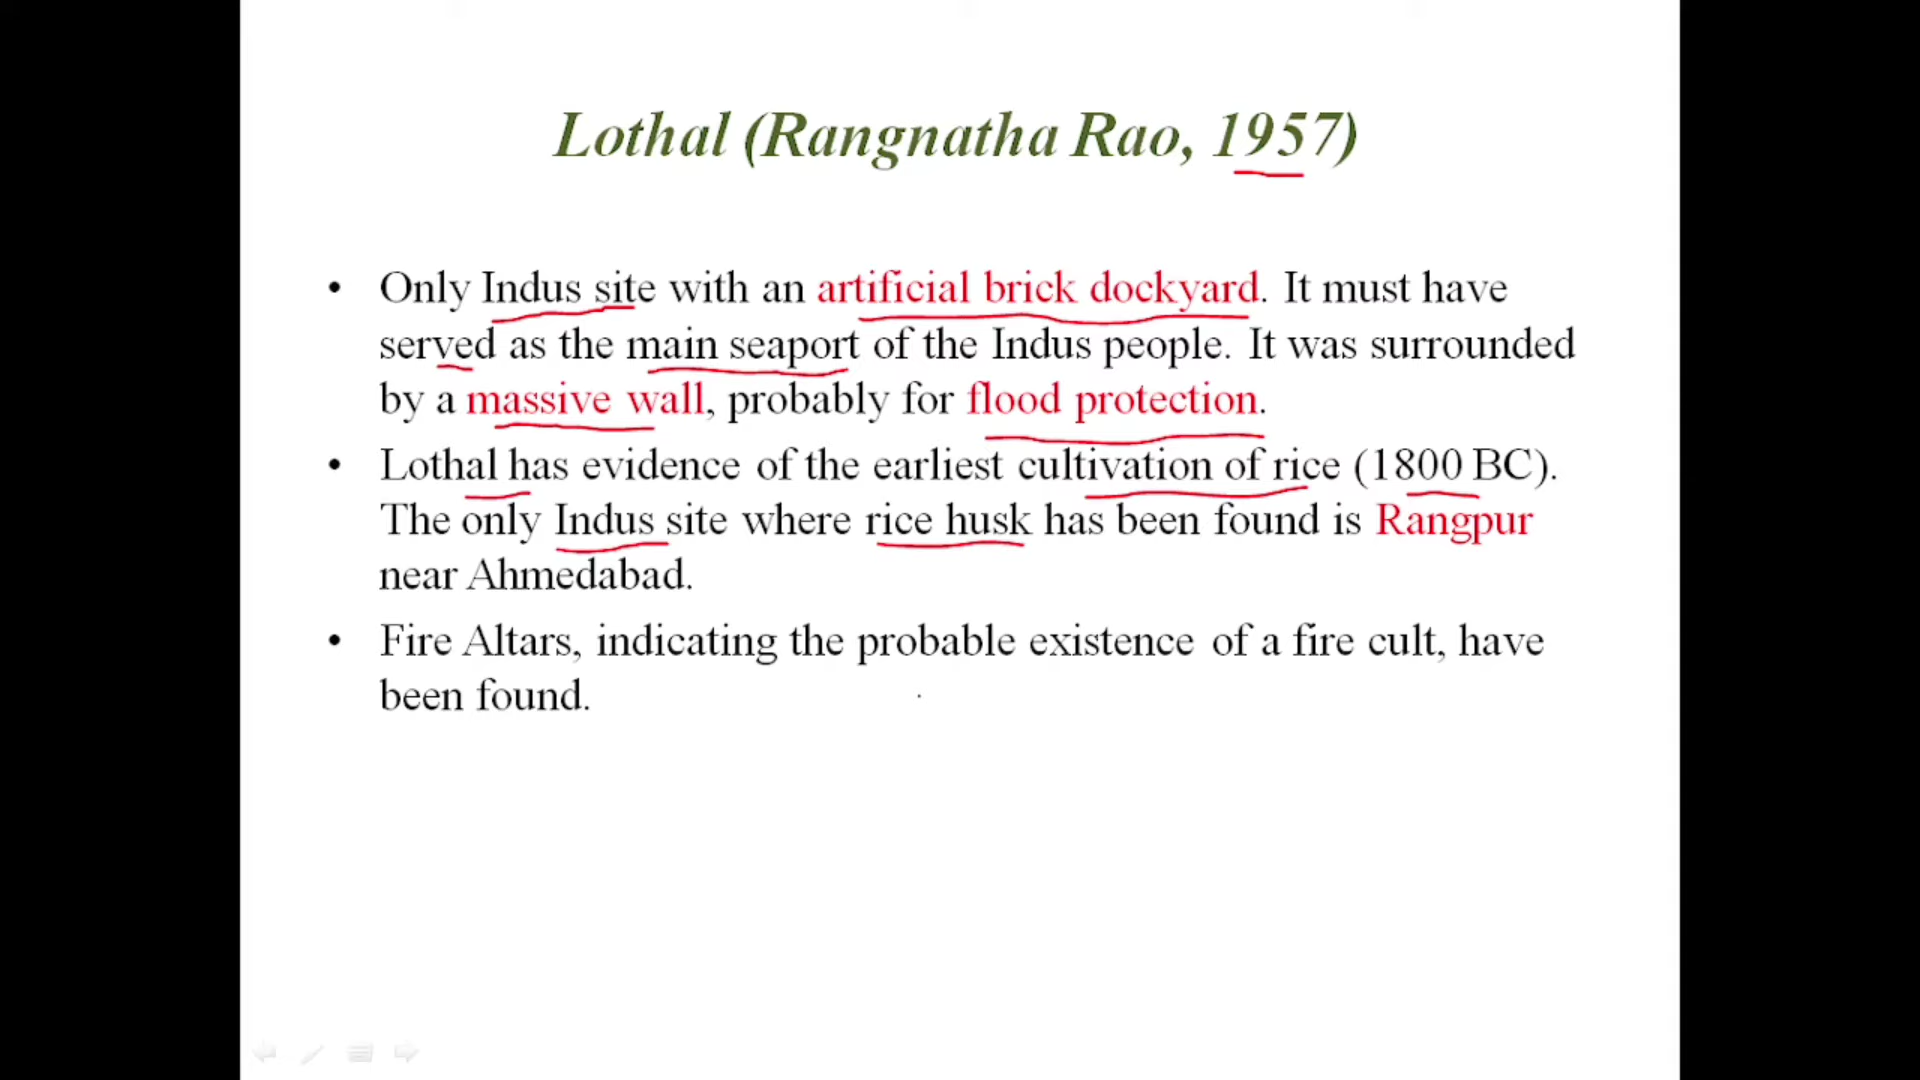 Lothal (Rangnatha Rao, 1957)
• Only Indus site with an artificial brick dockyard. It must have
served as the main seaport of the Indus people. It was surrounded
by a massive wall, probably for flood protection.
• Lothal has evidence of the earliest cultivation of rice (1800 BC).
The only Indus site where rice husk has been found is Rangpur
near Ahmedabad.
• Fire Altars, indicating the probable existence of a fire cult, have
been found.